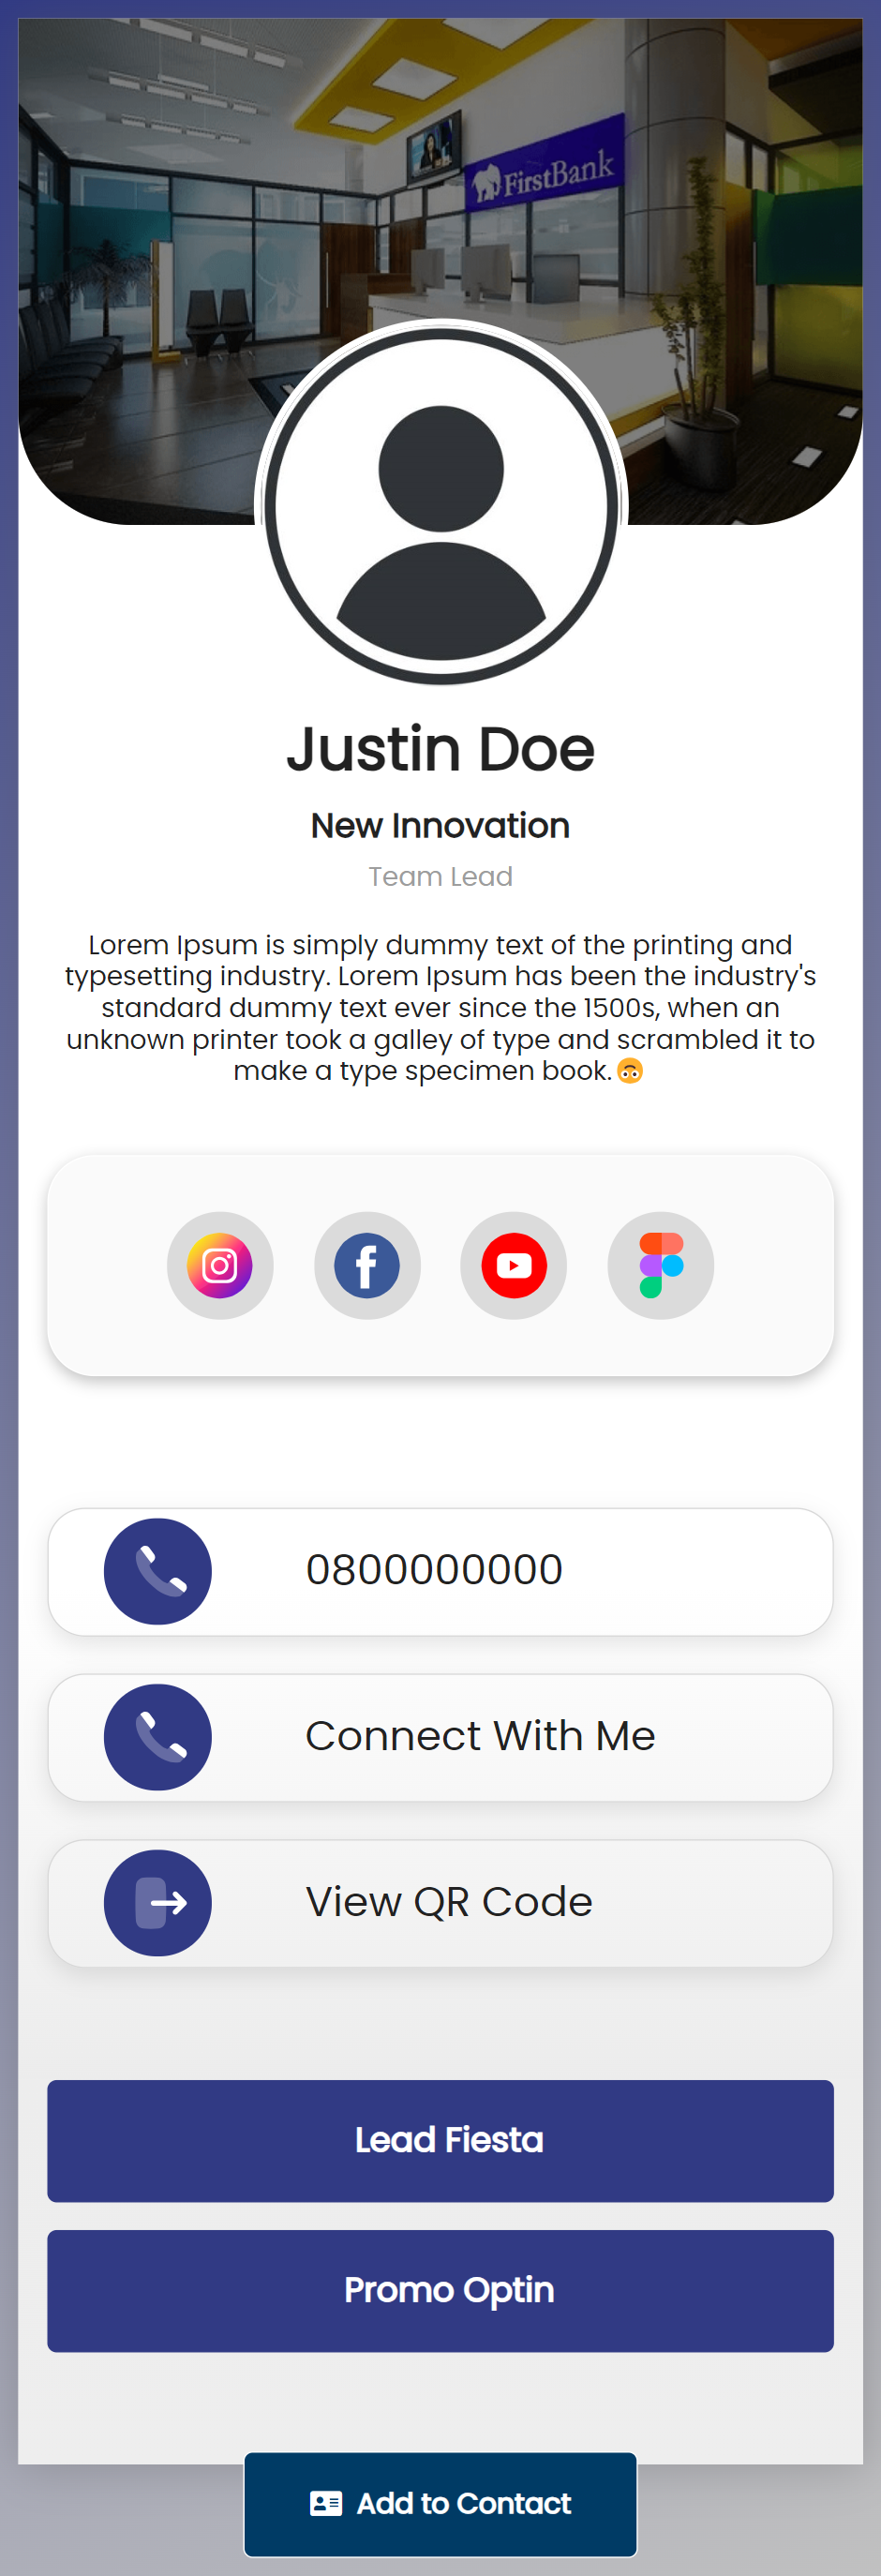 FirstBank
Justin Doe
New Innovation
Team Lead
Lorem Ipsum is simply dummy text of the printing and
typesetting industry. Lorem Ipsum has been the industry's
standard dummy text ever since the 1500s, when an
unknown printer took a galley of type and scrambled it to
make a type specimen book. 🙃
0800000000
Connect With Me
View QR Code
Lead Fiesta
Promo Optin
Add to Contact